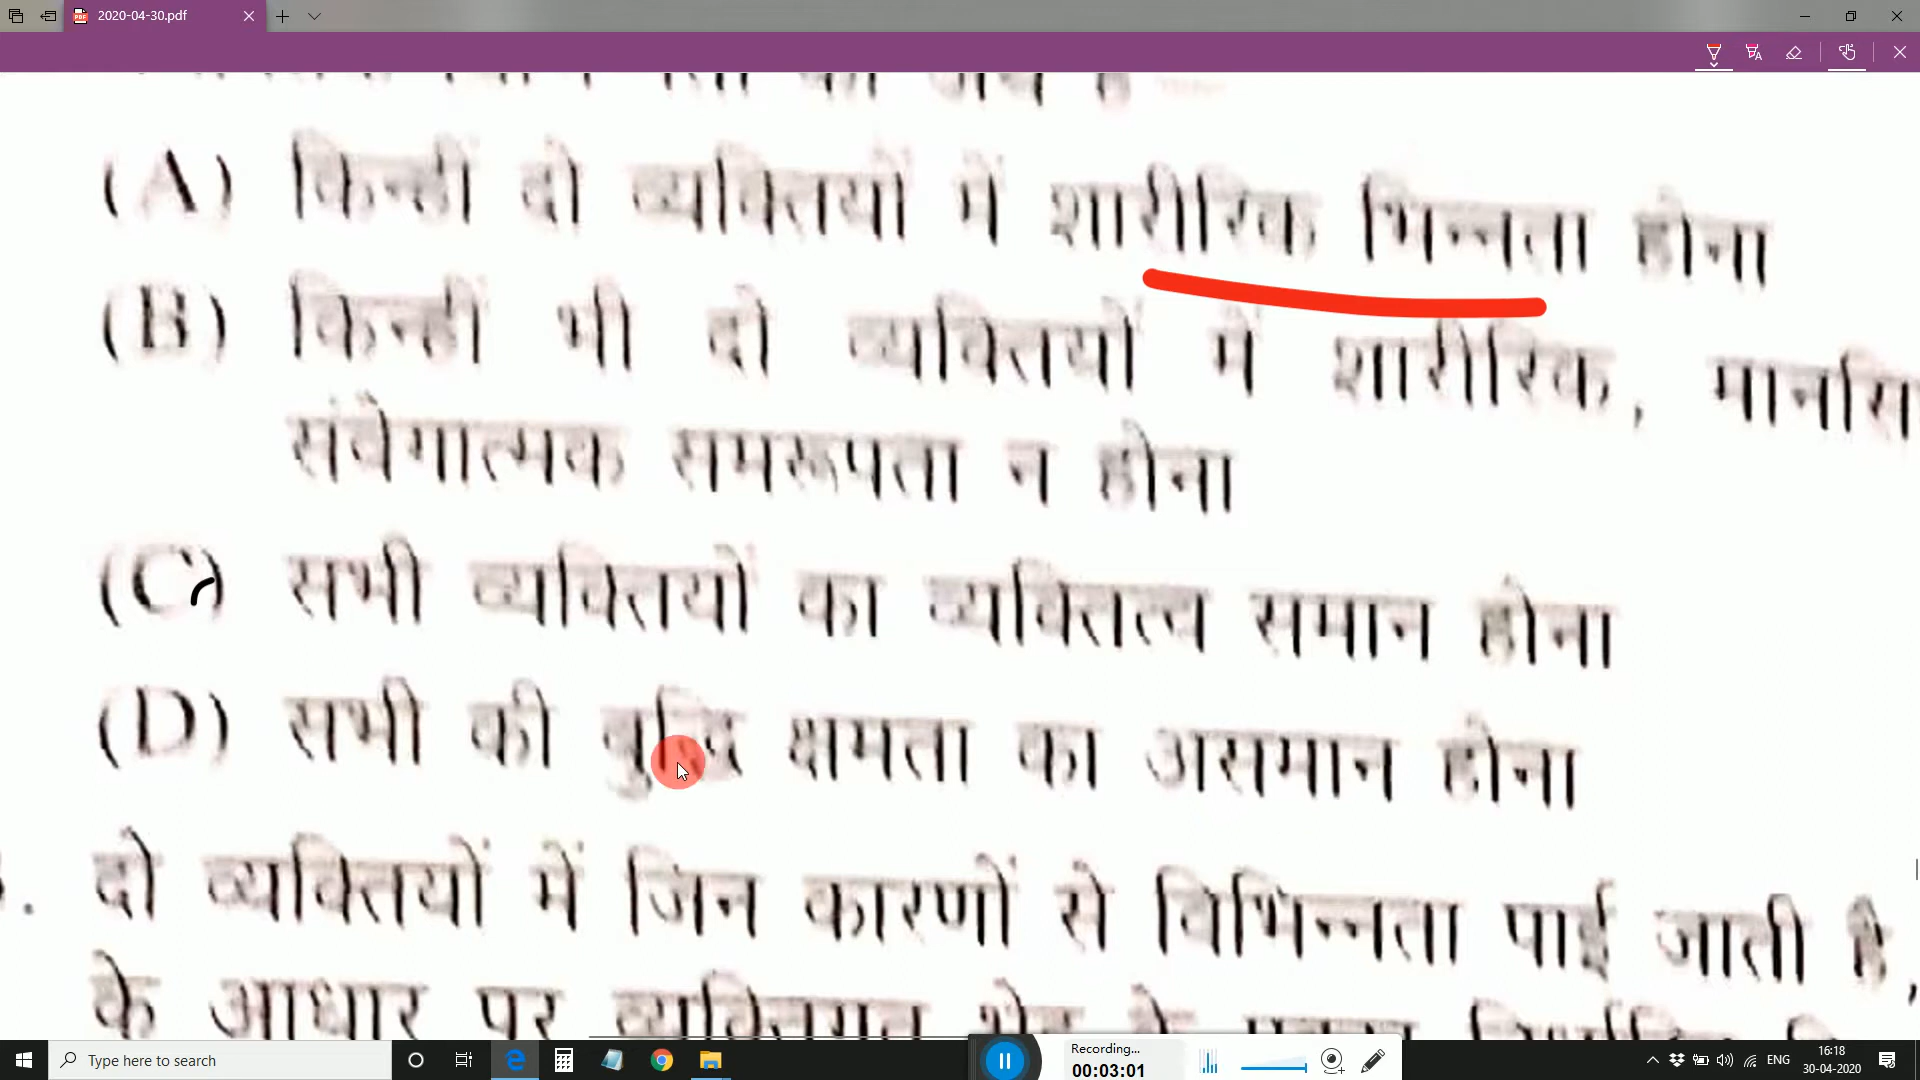 2020-04-30.pdf
(A) किन्हीं दो व्यक्तियों में शारीरिक भिन्नता होना
(B) किन्हीं भी दो व्यक्तियों में शारीरिक,
संवेगात्मक समरूपता न होना
(C) सभी व्यक्तियों का व्यक्तित्व समान होना
(D) सभी की बुद्धि क्षमता का असमान होना
दो व्यक्तियों में जिन कारणों से विभिन्नता पाई जाती है,
के आधार पर
Type here to search
Recording...
00:03:01
ENG
16:18
30-04-2020